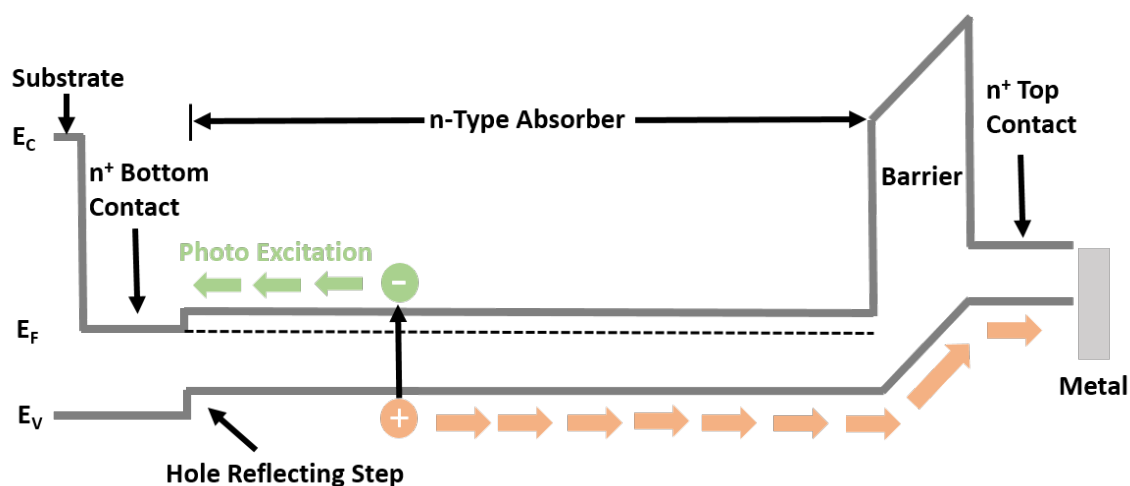 Substrate
E_C
n⁺ Bottom
Contact
n-Type Absorber
n⁺ Top
Contact
Barrier
Photo Excitation
−
E_F
+
E_V
Hole Reflecting Step
Metal